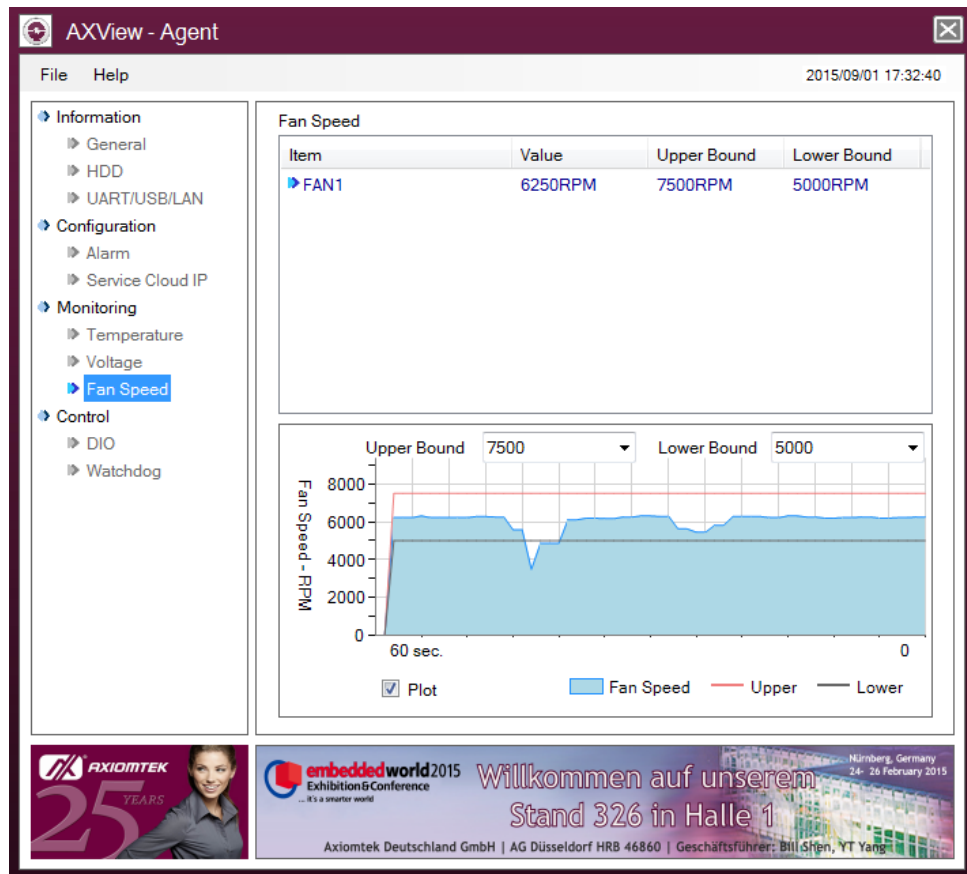 AXView - Agent
File Help 2015/09/01 17:32:40
Information
General
HDD
UART/USB/LAN
Configuration
Alarm
Service Cloud IP
Monitoring
Temperature
Voltage
Fan Speed
Control
DIO
Watchdog
Fan Speed
Item Value Upper Bound Lower Bound
FAN1 6250RPM 7500RPM 5000RPM
Upper Bound 7500 Lower Bound 5000
Fan Speed - RPM
8000
6000
4000
2000
0
60 sec. 0
Plot Fan Speed Upper Lower
AXIOMTEK
25 YEARS
embeddedworld2015
Exhibition&Conference
... it's a smarter world
Willkommen auf unserem
Stand 326 in Halle 1
Nürnberg, Germany
24- 26 February 2015
Axiomtek Deutschland GmbH | AG Düsseldorf HRB 46860 | Geschäftsführer: Bill Shen, YT Yang